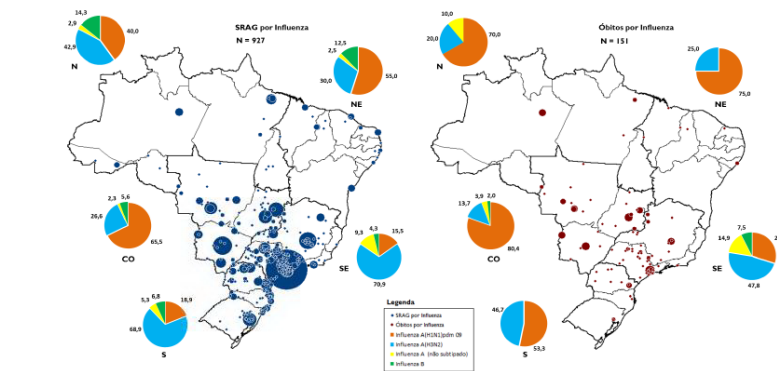 SRAG por Influenza
N = 927
14,3
2,9
40,0
42,9
N
12,5
2,5
30,0
55,0
NE
2,3
5,6
26,6
65,5
CO
9,3
4,3
15,5
70,9
SE
3,3
6,8
18,9
68,9
S
Óbitos por Influenza
N = 151
10,0
20,0
70,0
N
25,0
75,0
NE
3,9
2,0
13,7
80,4
CO
7,5
14,9
47,8
SE
46,7
53,3
S
Legenda
SRAG por Influenza
Óbitos por Influenza
Influenza A(H1N1)pdm 09
Influenza A(H3N2)
Influenza A (não subtipado)
Influenza B